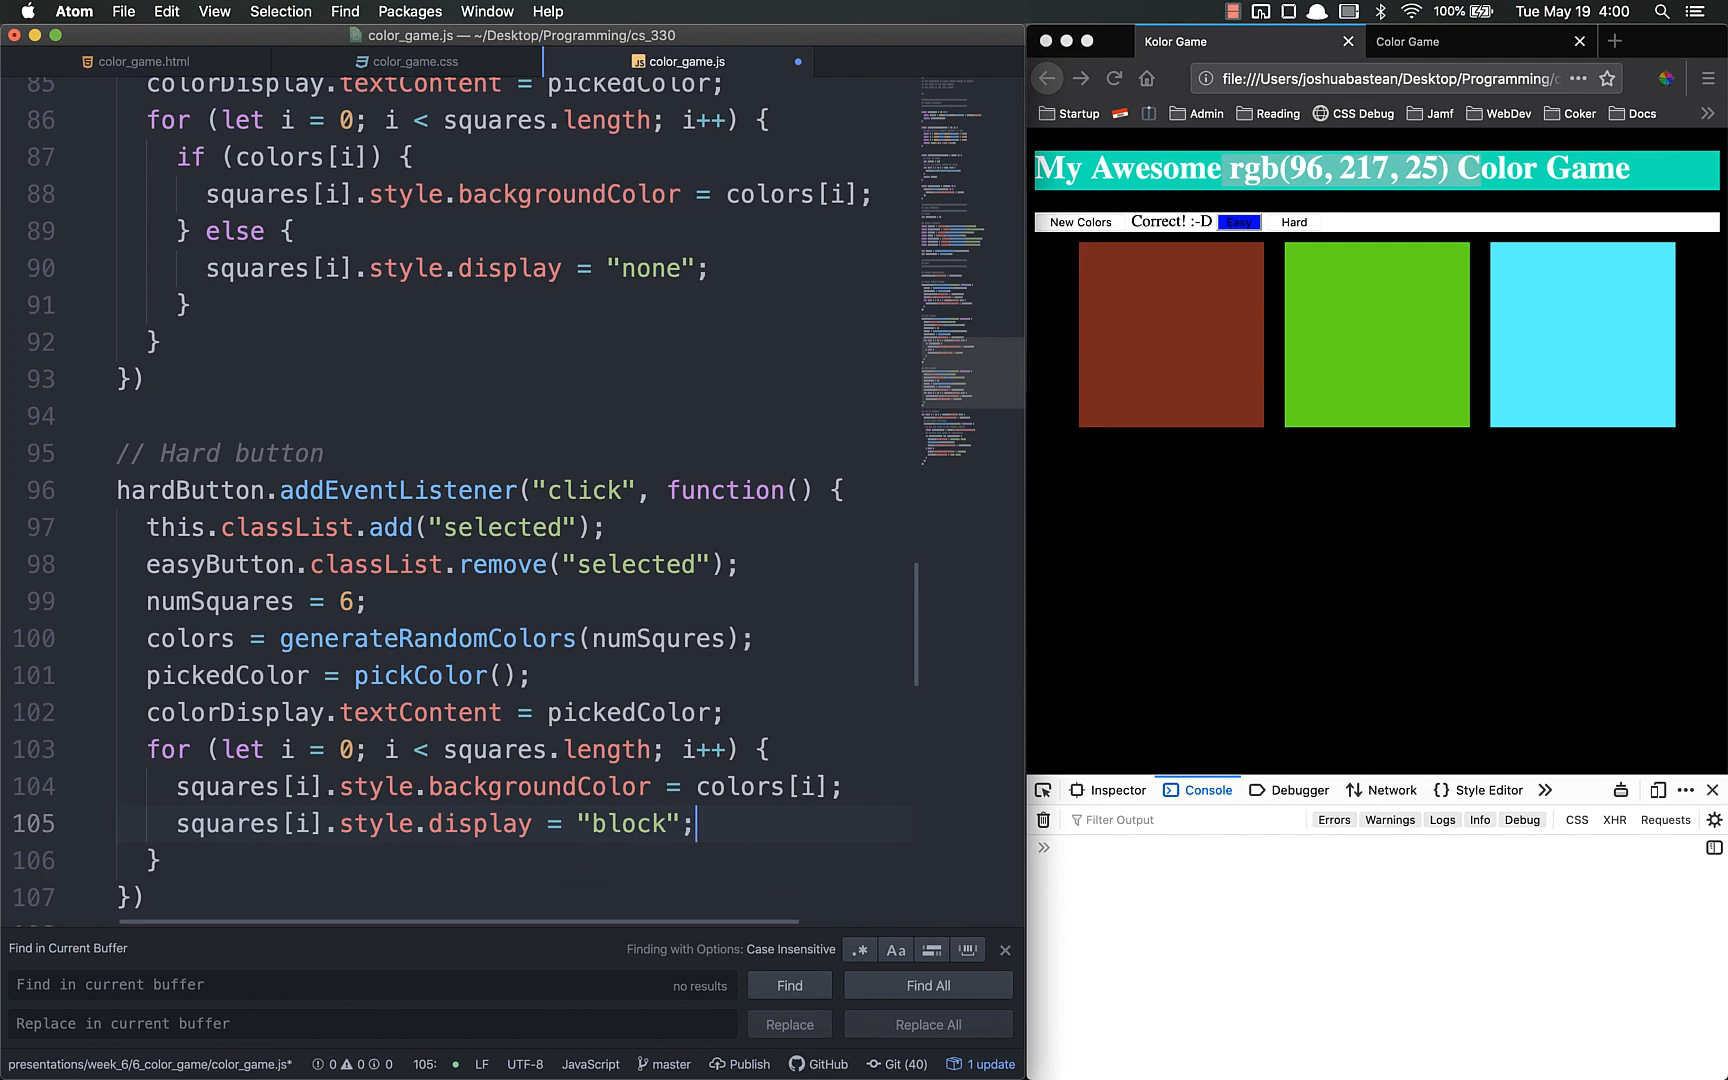 Atom File Edit View Selection Find Packages Window Help 100% Tue May 19 4:00
color_game.js — ~/Desktop/Programming/cs_330
color_game.html color_game.css color_game.js
85 colorDisplay.textContent = pickedColor;
86 for (let i = 0; i < squares.length; i++) {
87 if (colors[i]) {
88 squares[i].style.backgroundColor = colors[i];
89 } else {
90 squares[i].style.display = "none";
91 }
92 }
93 })
94
95 // Hard button
96 hardButton.addEventListener("click", function() {
97 this.classList.add("selected");
98 easyButton.classList.remove("selected");
99 numSquares = 6;
100 colors = generateRandomColors(numSqures);
101 pickedColor = pickColor();
102 colorDisplay.textContent = pickedColor;
103 for (let i = 0; i < squares.length; i++) {
104 squares[i].style.backgroundColor = colors[i];
105 squares[i].style.display = "block";
106 }
107 })
Find in Current Buffer Finding with Options: Case Insensitive .* Aa
Find in current buffer no results Find Find All
Replace in current buffer Replace Replace All
presentations/week_6/6_color_game/color_game.js* 0 0 0 105: LF UTF-8 JavaScript master Publish GitHub Git (40) 1 update
Kolor Game Color Game
file:///Users/joshuabastean/Desktop/Programming/
Startup Admin Reading CSS Debug Jamf WebDev Coker Docs
My Awesome rgb(96, 217, 25) Color Game
New Colors Correct! :-D Easy Hard
Inspector Console Debugger Network Style Editor
Filter Output Errors Warnings Logs Info Debug CSS XHR Requests